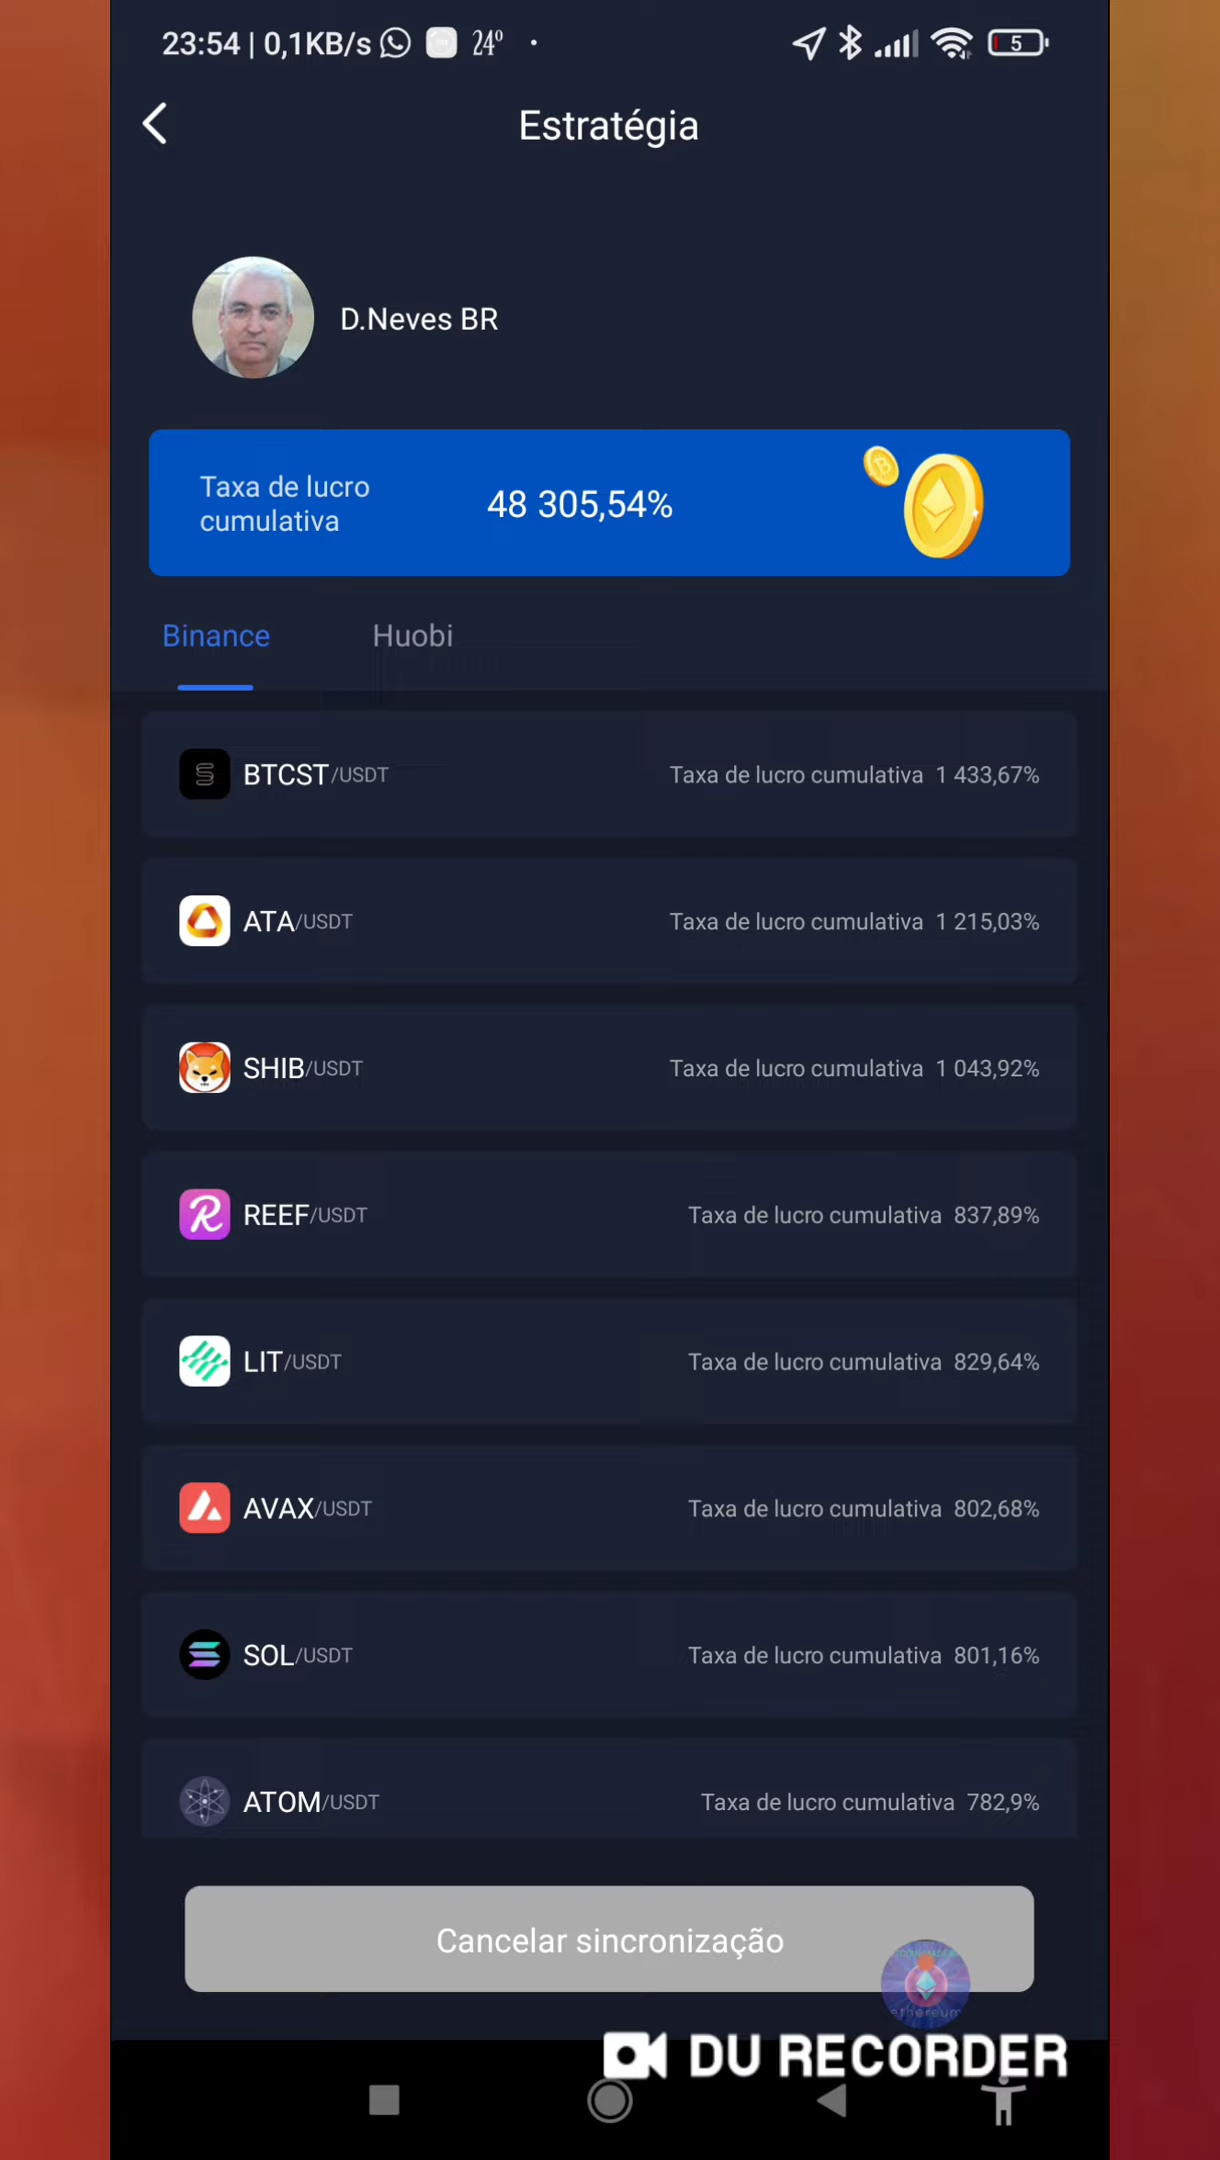 23:54 | 0,1KB/s 24° 5
Estratégia
D.Neves BR
Taxa de lucro
cumulativa
48 305,54%
Binance Huobi
BTCST/USDT Taxa de lucro cumulativa 1 433,67%
ATA/USDT Taxa de lucro cumulativa 1 215,03%
SHIB/USDT Taxa de lucro cumulativa 1 043,92%
REEF/USDT Taxa de lucro cumulativa 837,89%
LIT/USDT Taxa de lucro cumulativa 829,64%
AVAX/USDT Taxa de lucro cumulativa 802,68%
SOL/USDT Taxa de lucro cumulativa 801,16%
ATOM/USDT Taxa de lucro cumulativa 782,9%
Cancelar sincronização
ethereum
DU RECORDER